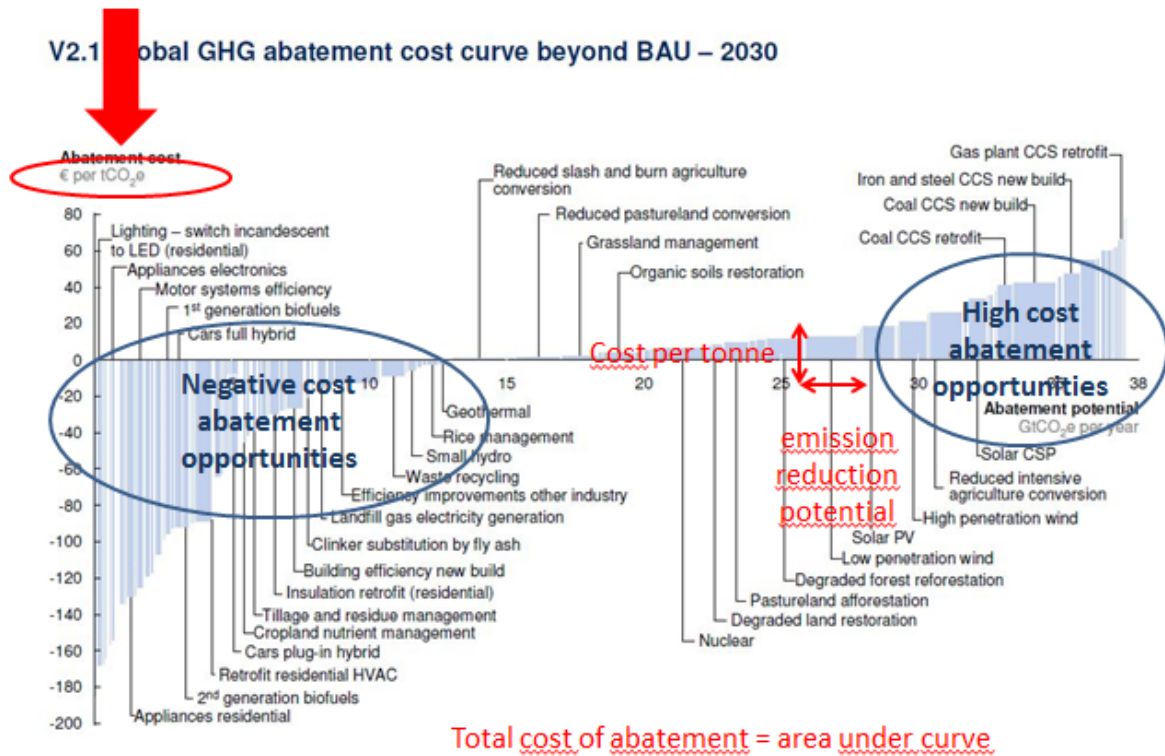 V2.1 obal GHG abatement cost curve beyond BAU – 2030
Abatement cost
€ per tCO2e
80
60
40
20
0
-20
-40
-60
-80
-100
-120
-140
-160
-180
-200
Lighting – switch incandescent
to LED (residential)
Appliances electronics
Motor systems efficiency
1st generation biofuels
Cars full hybrid
Reduced slash and burn agriculture
conversion
Reduced pastureland conversion
Grassland management
Organic soils restoration
Gas plant CCS retrofit
Iron and steel CCS new build
Coal CCS new build
Coal CCS retrofit
Negative cost
abatement
opportunities
Cost per tonne
High cost
abatement
opportunities
10
15
20
25
30
38
Abatement potential
GtCO2e per year
emission
reduction
potential
Geothermal
Rice management
Small hydro
Waste recycling
Efficiency improvements other industry
Landfill gas electricity generation
Clinker substitution by fly ash
Building efficiency new build
Insulation retrofit (residential)
Tillage and residue management
Cropland nutrient management
Cars plug-in hybrid
Retrofit residential HVAC
2nd generation biofuels
Appliances residential
Solar CSP
Reduced intensive
agriculture conversion
High penetration wind
Solar PV
Low penetration wind
Degraded forest reforestation
Pastureland afforestation
Degraded land restoration
Nuclear
Total cost of abatement = area under curve